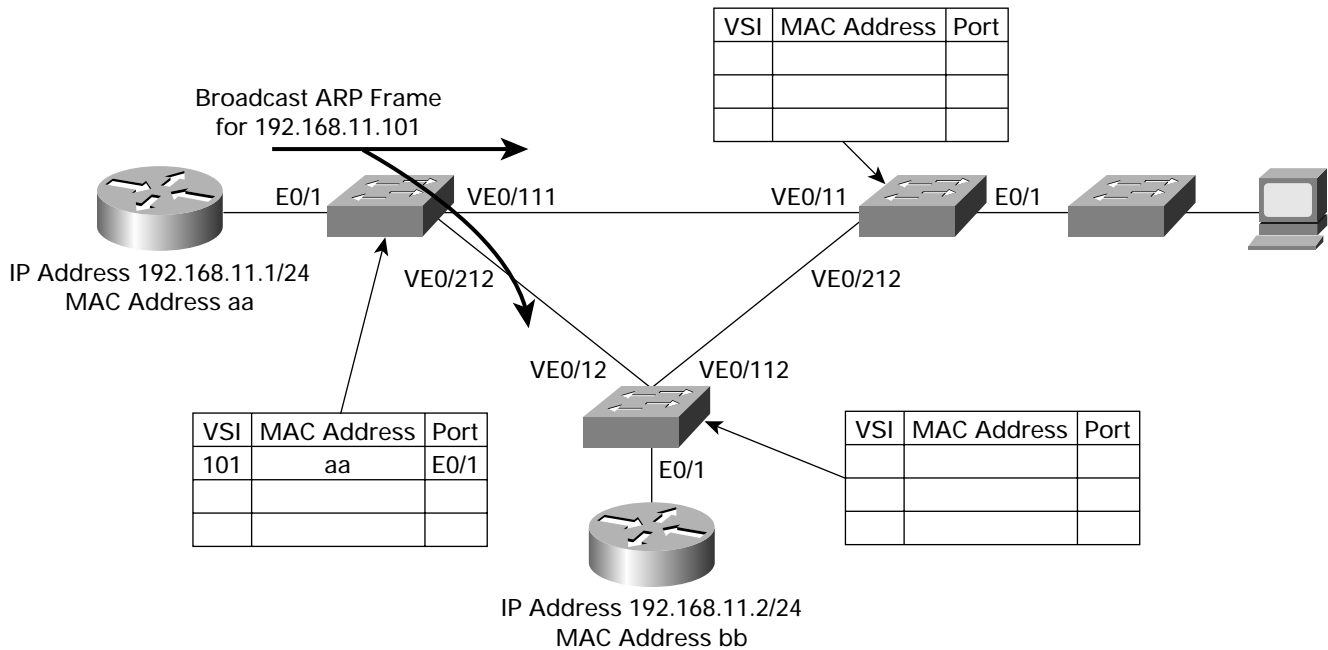 VSI MAC Address Port
Broadcast ARP Frame
for 192.168.11.101
E0/1
VE0/111
VE0/11
E0/1
IP Address 192.168.11.1/24
MAC Address aa
VE0/212
VE0/212
VE0/12
VE0/112
VSI MAC Address Port
101 aa E0/1
VSI MAC Address Port
E0/1
IP Address 192.168.11.2/24
MAC Address bb